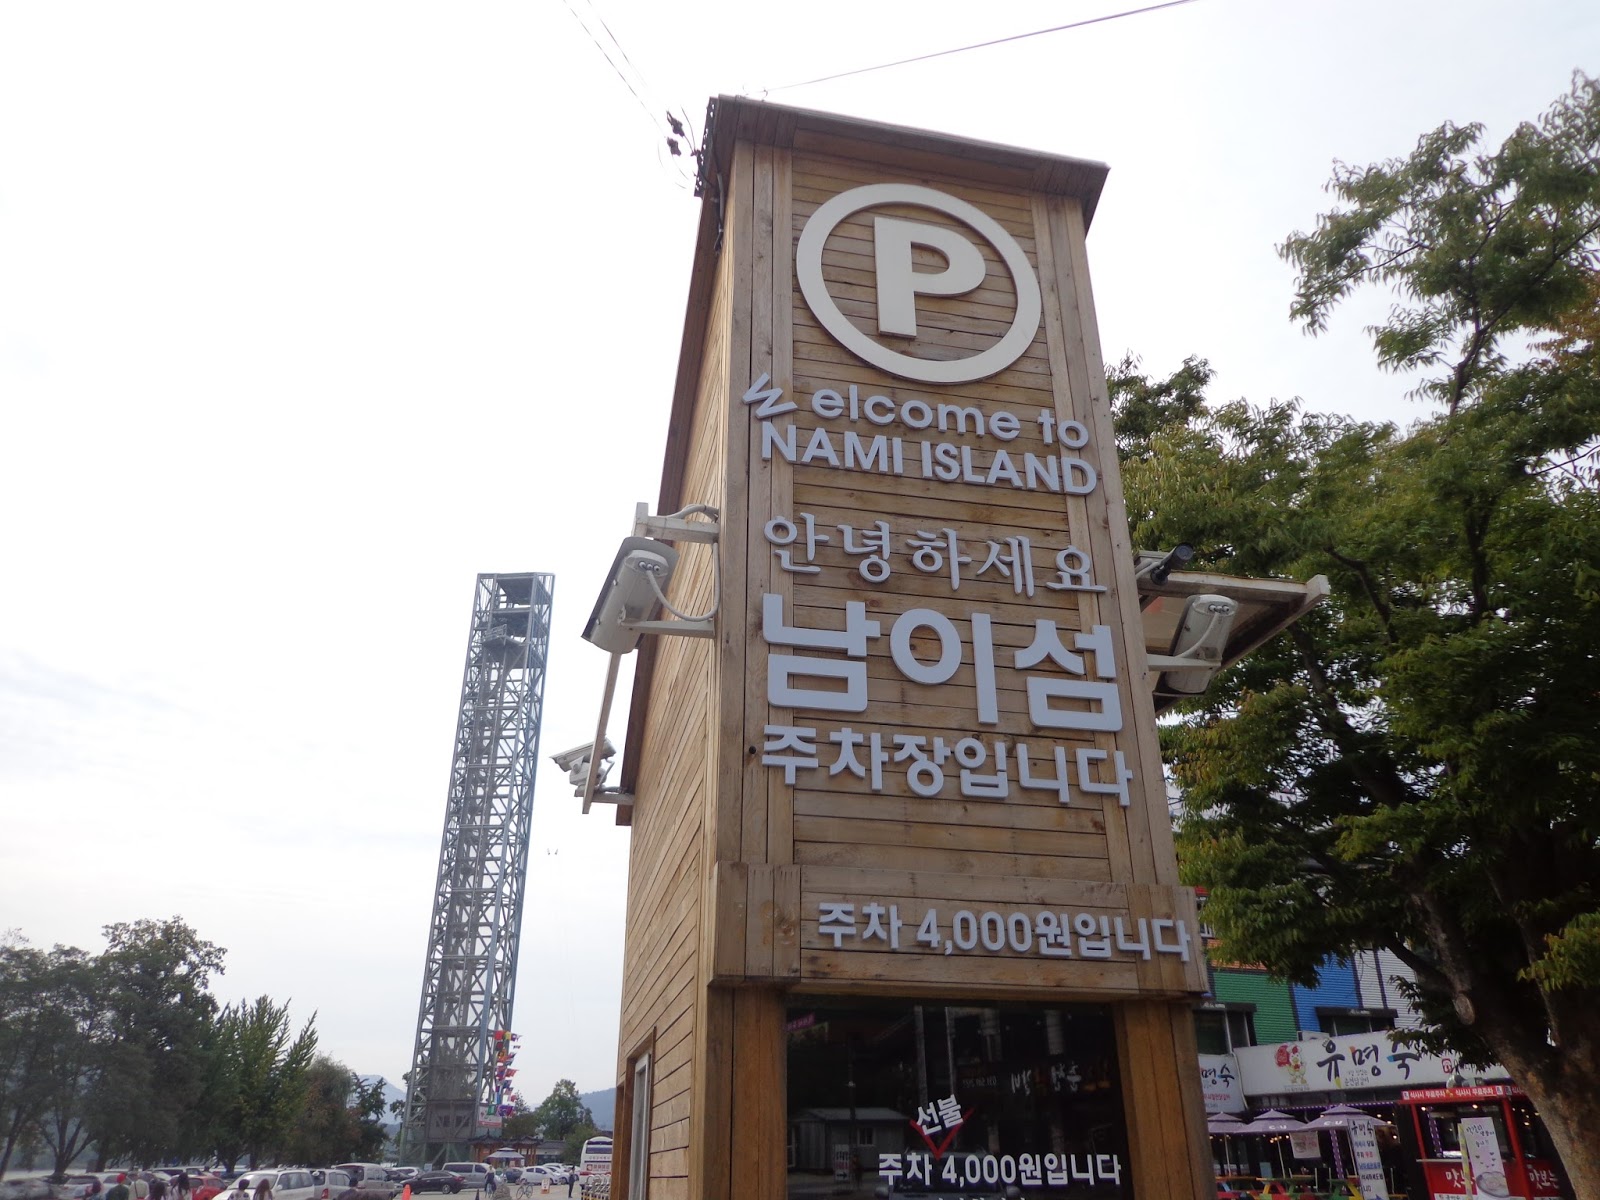 P
Welcome to
NAMI ISLAND
안녕하세요
남이섬
주차장입니다
주차 4,000원입니다
선불
주차 4,000원입니다
유명숙
명숙